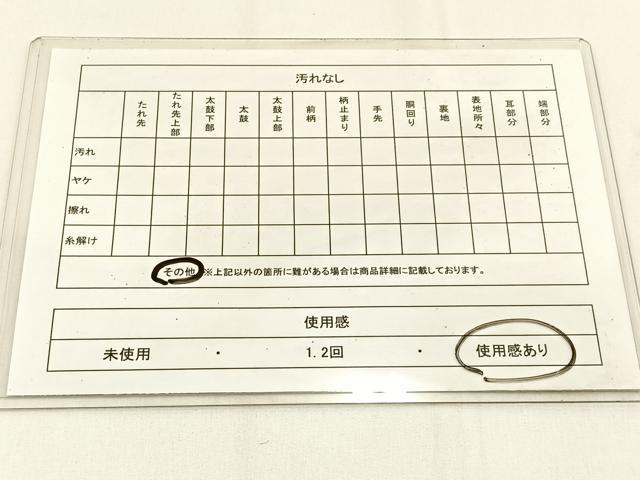 汚れなし
たれ先 たれ先上部 太鼓下部 太鼓 太鼓上部 前柄 柄止まり 手先 胴回り 裏地 表地所々 耳部分 端部分
汚れ
ヤケ
擦れ
糸解け
その他 ※上記以外の箇所に難がある場合は商品詳細に記載しております。
使用感
未使用 ・ 1.2回 ・ 使用感あり